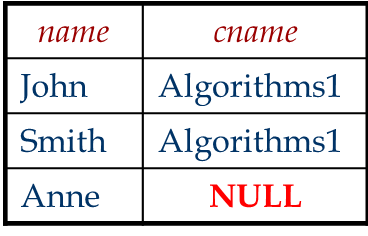 name cname
John Algorithms1
Smith Algorithms1
Anne NULL